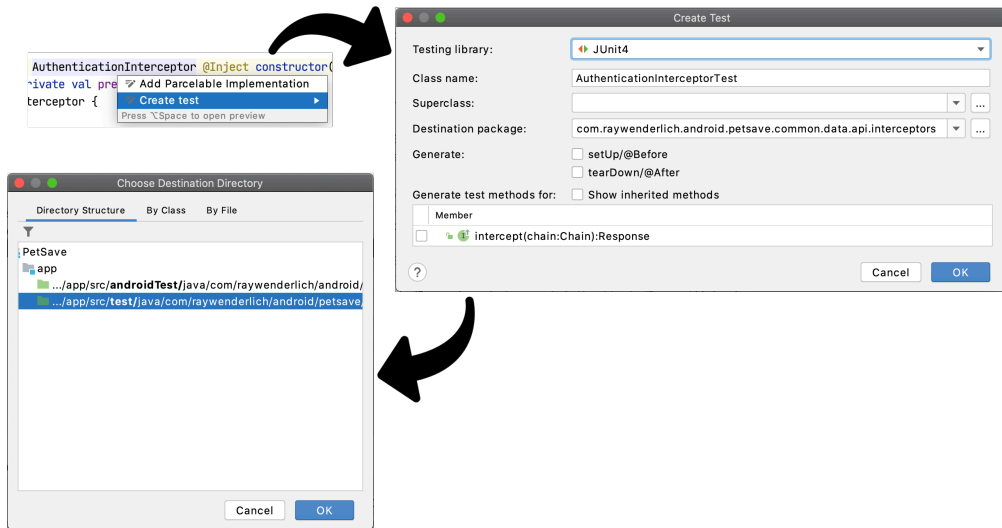 AuthenticationInterceptor @Inject constructor(
rivate val pre
terceptor {
Add Parcelable Implementation
Create test
Press ⌥Space to open preview
Create Test
Testing library:
JUnit4
Class name:
AuthenticationInterceptorTest
Superclass:
...
Destination package:
com.raywenderlich.android.petsave.common.data.api.interceptors
...
Generate:
setUp/@Before
tearDown/@After
Generate test methods for:
Show inherited methods
Member
intercept(chain:Chain):Response
?
Cancel
OK
Choose Destination Directory
Directory Structure
By Class
By File
PetSave
app
.../app/src/androidTest/java/com/raywenderlich/android/
.../app/src/test/java/com/raywenderlich/android/petsave/
Cancel
OK